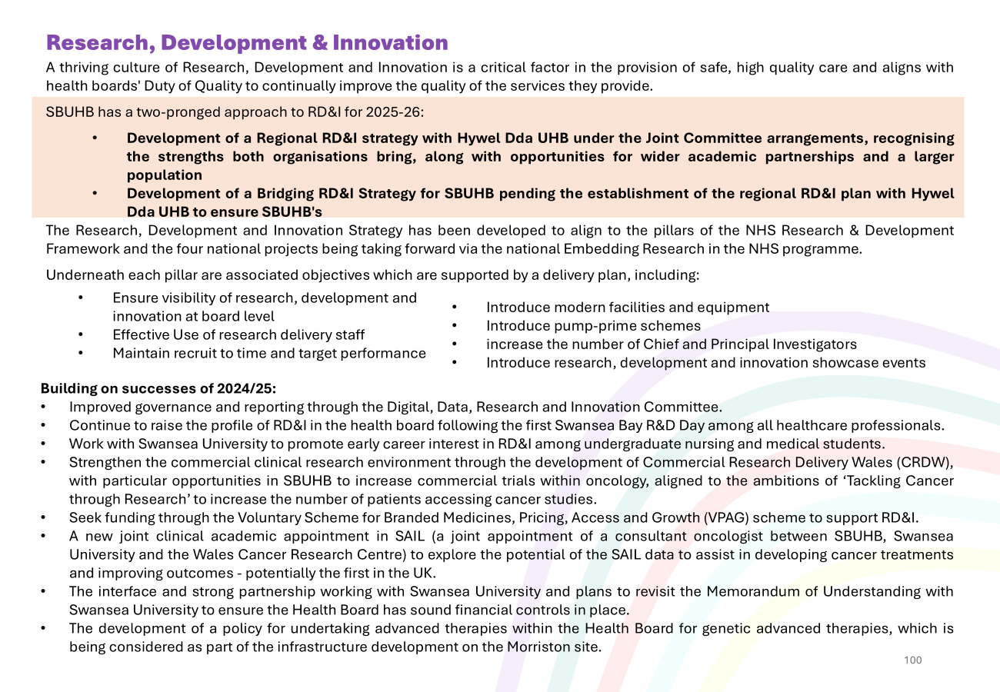 Research, Development & Innovation
A thriving culture of Research, Development and Innovation is a critical factor in the provision of safe, high quality care and aligns with
health boards' Duty of Quality to continually improve the quality of the services they provide.
SBUHB has a two-pronged approach to RD&I for 2025-26:
• Development of a Regional RD&I strategy with Hywel Dda UHB under the Joint Committee arrangements, recognising
the strengths both organisations bring, along with opportunities for wider academic partnerships and a larger
population
• Development of a Bridging RD&I Strategy for SBUHB pending the establishment of the regional RD&I plan with Hywel
Dda UHB to ensure SBUHB's
The Research, Development and Innovation Strategy has been developed to align to the pillars of the NHS Research & Development
Framework and the four national projects being taking forward via the national Embedding Research in the NHS programme.
Underneath each pillar are associated objectives which are supported by a delivery plan, including:
• Ensure visibility of research, development and
innovation at board level
• Effective Use of research delivery staff
• Maintain recruit to time and target performance
• Introduce modern facilities and equipment
• Introduce pump-prime schemes
• increase the number of Chief and Principal Investigators
• Introduce research, development and innovation showcase events
Building on successes of 2024/25:
• Improved governance and reporting through the Digital, Data, Research and Innovation Committee.
• Continue to raise the profile of RD&I in the health board following the first Swansea Bay R&D Day among all healthcare professionals.
• Work with Swansea University to promote early career interest in RD&I among undergraduate nursing and medical students.
• Strengthen the commercial clinical research environment through the development of Commercial Research Delivery Wales (CRDW),
with particular opportunities in SBUHB to increase commercial trials within oncology, aligned to the ambitions of ‘Tackling Cancer
through Research’ to increase the number of patients accessing cancer studies.
• Seek funding through the Voluntary Scheme for Branded Medicines, Pricing, Access and Growth (VPAG) scheme to support RD&I.
• A new joint clinical academic appointment in SAIL (a joint appointment of a consultant oncologist between SBUHB, Swansea
University and the Wales Cancer Research Centre) to explore the potential of the SAIL data to assist in developing cancer treatments
and improving outcomes - potentially the first in the UK.
• The interface and strong partnership working with Swansea University and plans to revisit the Memorandum of Understanding with
Swansea University to ensure the Health Board has sound financial controls in place.
• The development of a policy for undertaking advanced therapies within the Health Board for genetic advanced therapies, which is
being considered as part of the infrastructure development on the Morriston site.
100